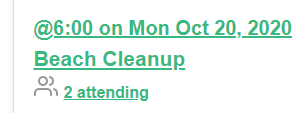 @6:00 on Mon Oct 20, 2020
Beach Cleanup
2 attending